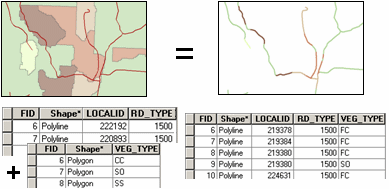 =
FID Shape* LOCALID RD_TYPE
6 Polyline 222192 1500
7 Polyline 220893 1500
+
FID Shape* VEG_TYPE
6 Polygon CC
7 Polygon SO
8 Polygon SS
FID Shape* LOCALID RD_TYPE VEG_TYPE
6 Polyline 219378 1500 FC
7 Polyline 219384 1500 FC
8 Polyline 219380 1500 FC
9 Polyline 219380 1500 SO
10 Polyline 224631 1500 FC